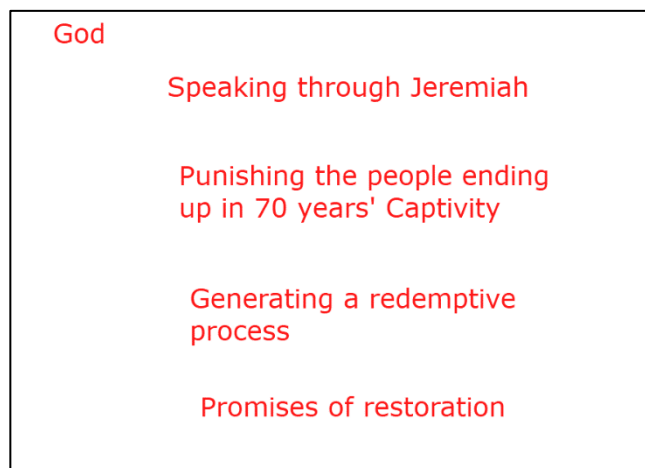 God
Speaking through Jeremiah
Punishing the people ending
up in 70 years' Captivity
Generating a redemptive
process
Promises of restoration